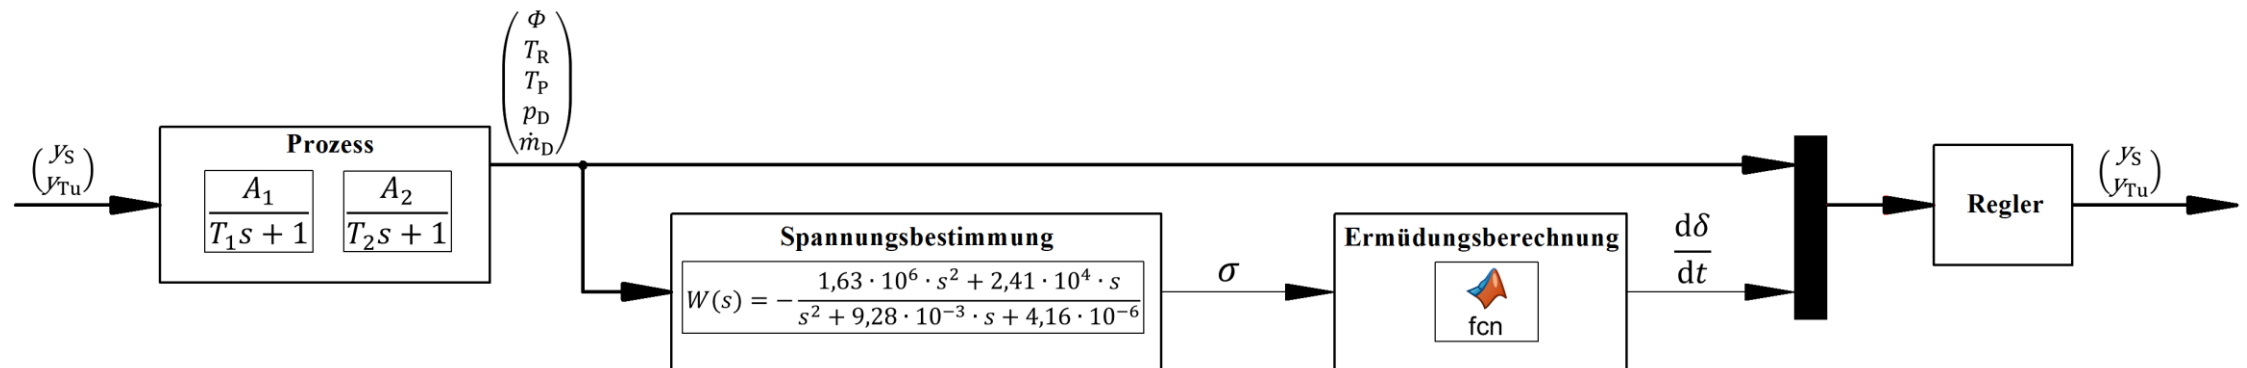 (y_S
y_Tu)
Prozess
A_1 / (T_1 s + 1)   A_2 / (T_2 s + 1)
(Φ
T_R
T_P
p_D
ṁ_D)
Spannungsbestimmung
W(s) = − (1,63 · 10^6 · s^2 + 2,41 · 10^4 · s) / (s^2 + 9,28 · 10^−3 · s + 4,16 · 10^−6)
σ
Ermüdungsberechnung
fcn
dδ/dt
Regler
(y_S
y_Tu)